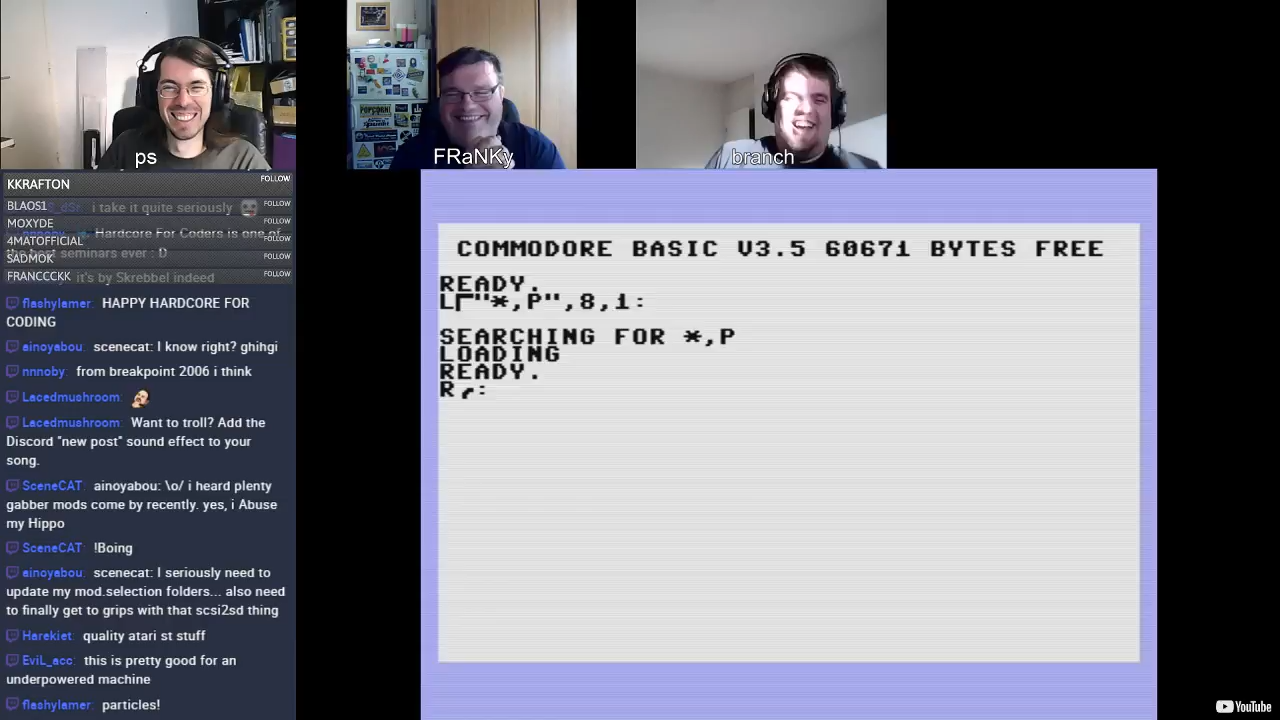 ps
FRaNKy
branch
KKRAFTON
FOLLOW
BLAOS1
FOLLOW
i take it quite seriously
MOXYDE
FOLLOW
Hardcore For Coders is one of
4MATOFFICIAL
FOLLOW
seminars ever : D
SADMOK
FOLLOW
FRANCCCKK
it's by Skrebbel indeed
FOLLOW
flashylamer: HAPPY HARDCORE FOR
CODING
ainoyabou: scenecat: I know right? ghihgi
nnnoby: from breakpoint 2006 i think
Lacedmushroom:
Lacedmushroom: Want to troll? Add the
Discord "new post" sound effect to your
song.
SceneCAT: ainoyabou: \o/ i heard plenty
gabber mods come by recently. yes, i Abuse
my Hippo
SceneCAT: !Boing
ainoyabou: scenecat: I seriously need to
update my mod.selection folders... also need
to finally get to grips with that scsi2sd thing
Harekiet: quality atari st stuff
EviL_acc: this is pretty good for an
underpowered machine
flashylamer: particles!
COMMODORE BASIC V3.5 60671 BYTES FREE
READY.
L┌"*,P",8,1:
SEARCHING FOR *,P
LOADING
READY.
R╭:
YouTube